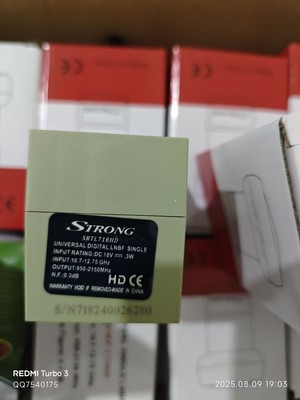 STRONG
SRTL718HD
UNIVERSAL DIGITAL LNBF SINGLE
INPUT RATING:DC 18V ⎓ .3W
INPUT:10.7-12.75 GHz
OUTPUT:950-2150MHz
N.F.:0.3dB
HD CE
WARRANTY VOID IF REMOVED-MADE IN CHINA
S/N718240026280
CE
REDMI Turbo 3
QQ7540175
2025.08.09 19:03